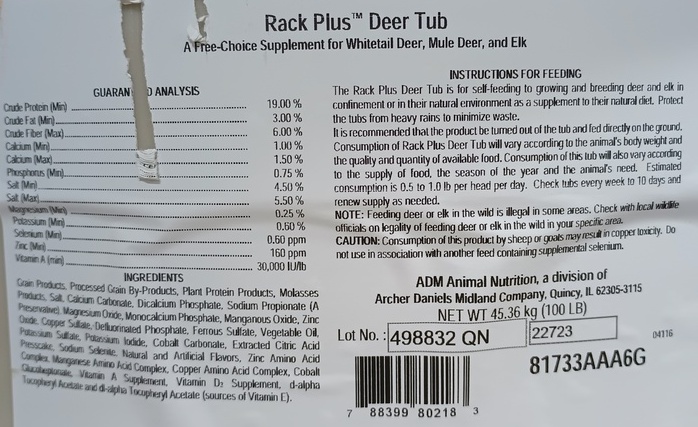 Rack Plus™ Deer Tub
A Free-Choice Supplement for Whitetail Deer, Mule Deer, and Elk
GUARAN D ANALYSIS
Crude Protein (Min) 19.00 %
Crude Fat (Min) 3.00 %
Crude Fiber (Max) 6.00 %
Calcium (Min) 1.00 %
Calcium (Max) 1.50 %
Phosphorus (Min) 0.75 %
Salt (Min) 4.50 %
Salt (Max) 5.50 %
Magnesium (Min) 0.25 %
Potassium (Min) 0.60 %
Selenium (Min) 0.60 ppm
Zinc (Min) 160 ppm
Vitamin A (min) 30,000 IU/lb
INGREDIENTS
Grain Products, Processed Grain By-Products, Plant Protein Products, Molasses
Products, Salt, Calcium Carbonate, Dicalcium Phosphate, Sodium Propionate (A
Preservative), Magnesium Oxide, Monocalcium Phosphate, Manganous Oxide, Zinc
Oxide, Copper Sulfate, Defluorinated Phosphate, Ferrous Sulfate, Vegetable Oil,
Potassium Sulfate, Potassium Iodide, Cobalt Carbonate, Extracted Citric Acid
Presscake, Sodium Selenite, Natural and Artificial Flavors, Zinc Amino Acid
Complex, Manganese Amino Acid Complex, Copper Amino Acid Complex, Cobalt
Glucoheptonate, Vitamin A Supplement, Vitamin D₃ Supplement, d-alpha
Tocopheryl Acetate and dl-alpha Tocopheryl Acetate (sources of Vitamin E).
INSTRUCTIONS FOR FEEDING
The Rack Plus Deer Tub is for self-feeding to growing and breeding deer and elk in
confinement or in their natural environment as a supplement to their natural diet. Protect
the tubs from heavy rains to minimize waste.
It is recommended that the product be turned out of the tub and fed directly on the ground.
Consumption of Rack Plus Deer Tub will vary according to the animal's body weight and
the quality and quantity of available food. Consumption of this tub will also vary according
to the supply of food, the season of the year and the animal's need. Estimated
consumption is 0.5 to 1.0 lb per head per day. Check tubs every week to 10 days and
renew supply as needed.
NOTE: Feeding deer or elk in the wild is illegal in some areas. Check with local wildlife
officials on legality of feeding deer or elk in the wild in your specific area.
CAUTION: Consumption of this product by sheep or goats may result in copper toxicity. Do
not use in association with another feed containing supplemental selenium.
ADM Animal Nutrition, a division of
Archer Daniels Midland Company, Quincy, IL 62305-3115
NET WT 45.36 kg (100 LB)
Lot No. : 498832 QN 22723 04116
81733AAA6G
7 88399 80218 3